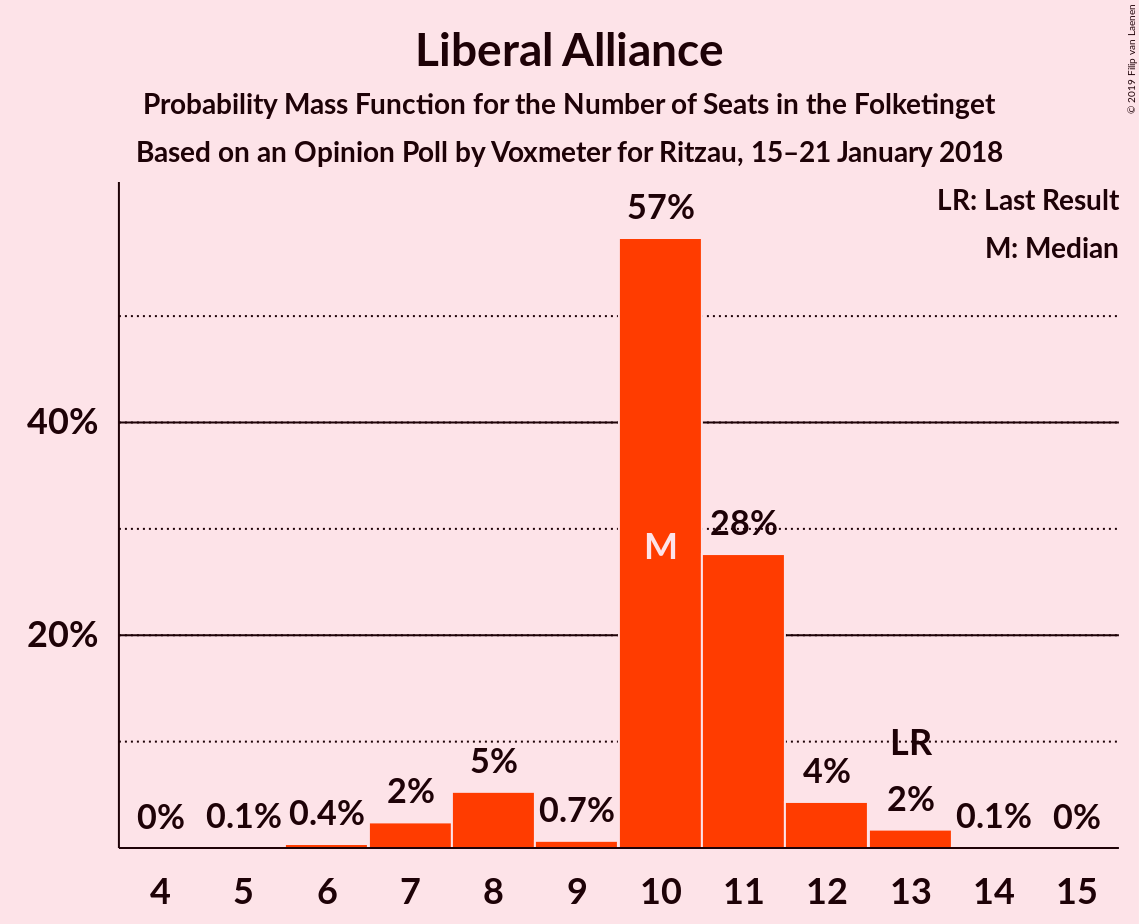 Liberal Alliance
Probability Mass Function for the Number of Seats in the Folketinget
Based on an Opinion Poll by Voxmeter for Ritzau, 15–21 January 2018
© 2019 Filip van Laenen
LR: Last Result
M: Median
40%
20%
0%
0.1%
0.4%
2%
5%
0.7%
57%
M
28%
4%
LR
2%
0.1%
0%
4 5 6 7 8 9 10 11 12 13 14 15